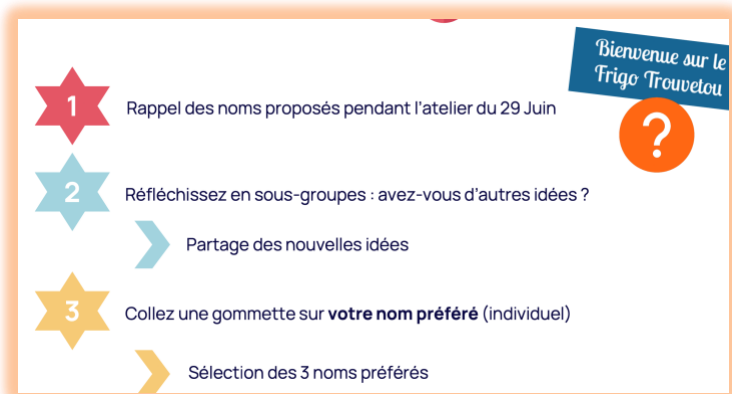 Bienvenue sur le
Frigo Trouvetou
?
1
Rappel des noms proposés pendant l'atelier du 29 Juin
2
Réfléchissez en sous-groupes : avez-vous d'autres idées ?
Partage des nouvelles idées
3
Collez une gommette sur votre nom préféré (individuel)
Sélection des 3 noms préférés